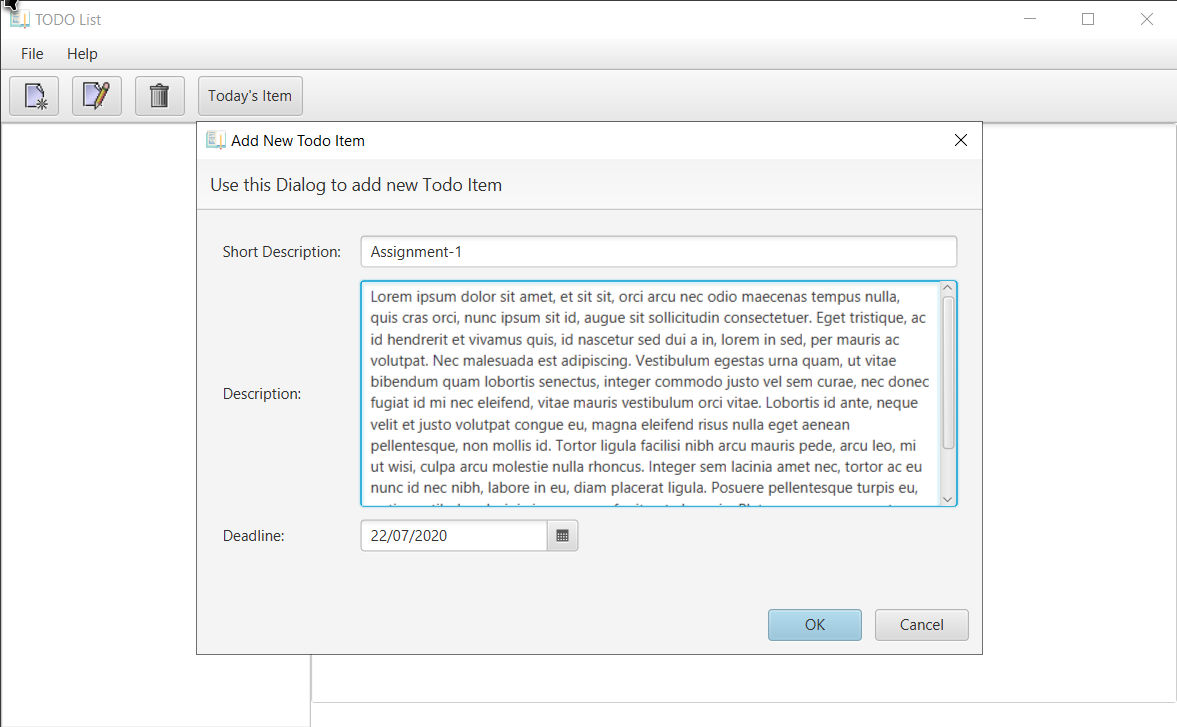 TODO List
File Help
Today's Item
Add New Todo Item
Use this Dialog to add new Todo Item
Short Description: Assignment-1
Lorem ipsum dolor sit amet, et sit sit, orci arcu nec odio maecenas tempus nulla,
quis cras orci, nunc ipsum sit id, augue sit sollicitudin consectetuer. Eget tristique, ac
id hendrerit et vivamus quis, id nascetur sed dui a in, lorem in sed, per mauris ac
volutpat. Nec malesuada est adipiscing. Vestibulum egestas urna quam, ut vitae
bibendum quam lobortis senectus, integer commodo justo vel sem curae, nec donec
Description:
fugiat id mi nec eleifend, vitae mauris vestibulum orci vitae. Lobortis id ante, neque
velit et justo volutpat congue eu, magna eleifend risus nulla eget aenean
pellentesque, non mollis id. Tortor ligula facilisi nibh arcu mauris pede, arcu leo, mi
ut wisi, culpa arcu molestie nulla rhoncus. Integer sem lacinia amet nec, tortor ac eu
nunc id nec nibh, labore in eu, diam placerat ligula. Posuere pellentesque turpis eu,
Deadline: 22/07/2020
OK Cancel